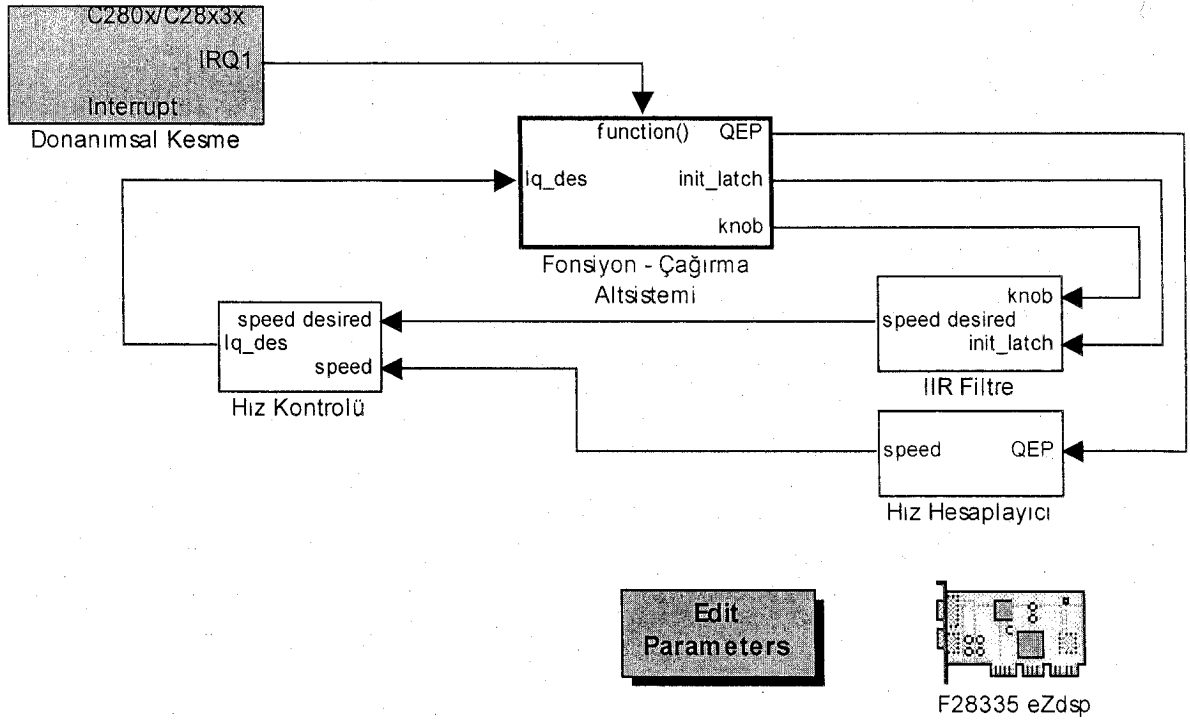 C280x/C28x3x
IRQ1
Interrupt
Donanımsal Kesme
function()
QEP
Iq_des
init_latch
knob
Fonsiyon - Çağırma
Altsistemi
knob
speed desired
init_latch
IIR Filtre
speed desired
Iq_des
speed
Hız Kontrolü
speed
QEP
Hız Hesaplayıcı
Edit
Parameters
F28335 eZdsp